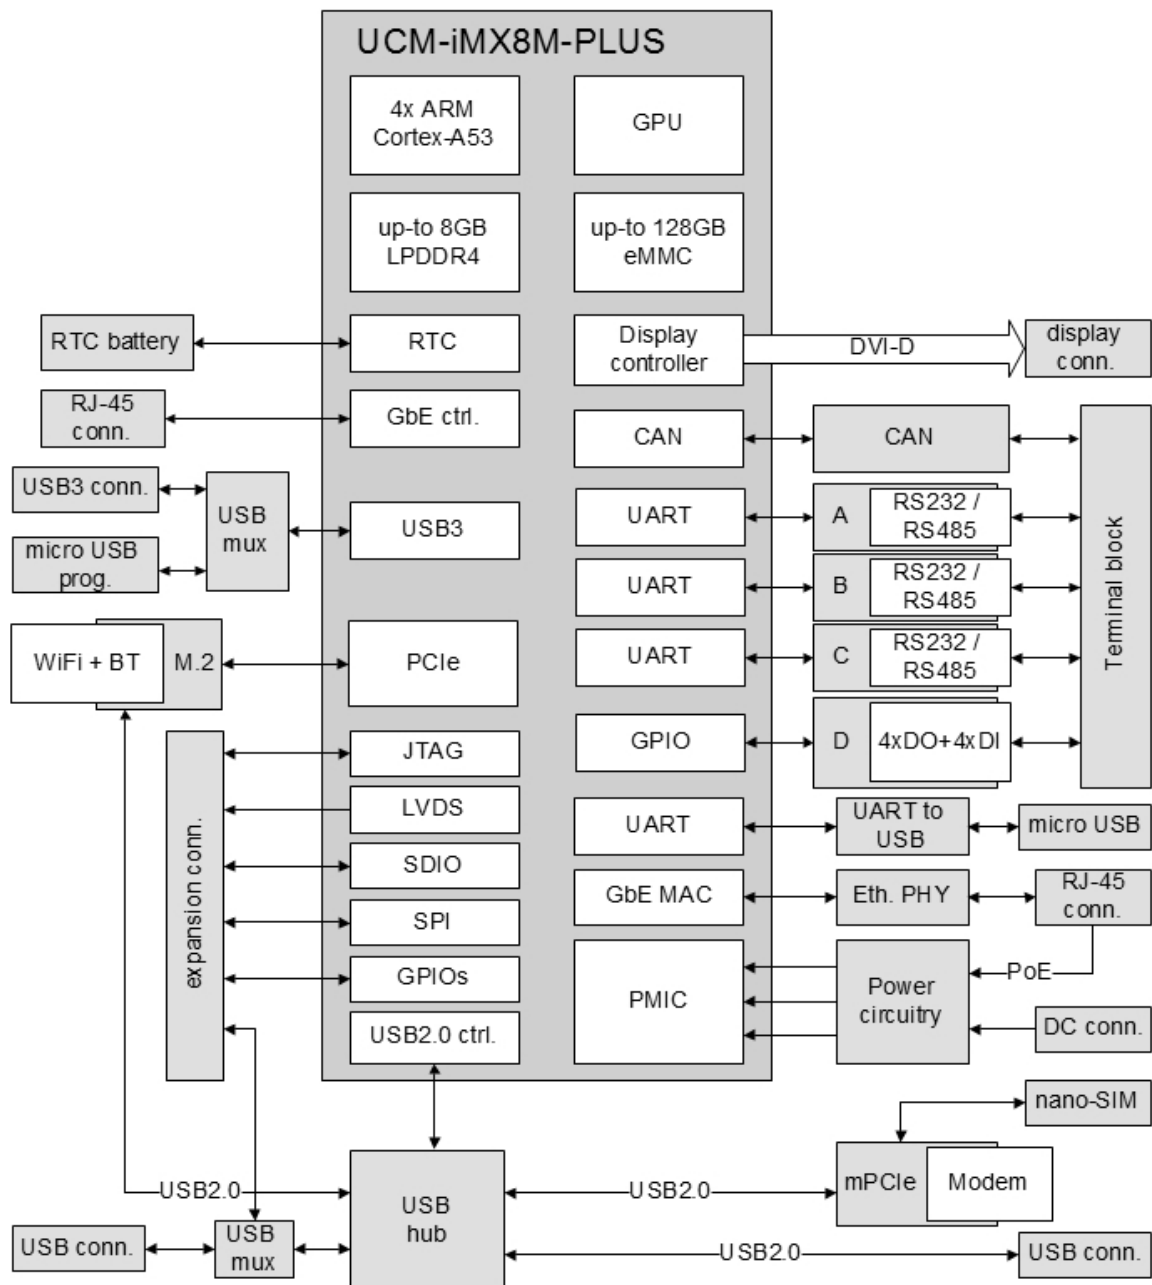 UCM-iMX8M-PLUS
4x ARM
Cortex-A53
GPU
up-to 8GB
LPDDR4
up-to 128GB
eMMC
RTC battery
RTC
Display
controller
DVI-D
display
conn.
RJ-45
conn.
GbE ctrl.
CAN
CAN
USB3 conn.
USB
mux
USB3
micro USB
prog.
UART
A
RS232 /
RS485
UART
B
RS232 /
RS485
WiFi + BT
M.2
PCIe
UART
C
RS232 /
RS485
Terminal block
GPIO
D
4xDO+4xDI
expansion conn.
JTAG
LVDS
SDIO
SPI
GPIOs
USB2.0 ctrl.
UART
UART to
USB
micro USB
GbE MAC
Eth. PHY
RJ-45
conn.
PMIC
Power
circuitry
PoE
DC conn.
nano-SIM
USB2.0
USB
hub
USB2.0
mPCIe
Modem
USB conn.
USB
mux
USB2.0
USB conn.